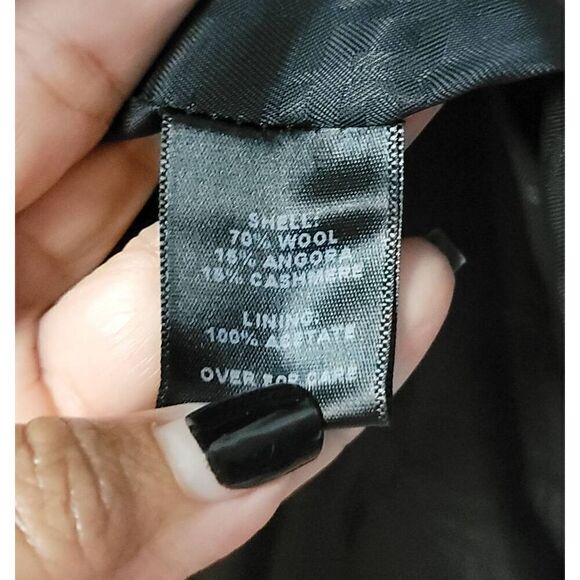 SHELL:
70% WOOL
15% ANGORA
15% CASHMERE
LINING
100% ACETATE
OVER FOR CARE